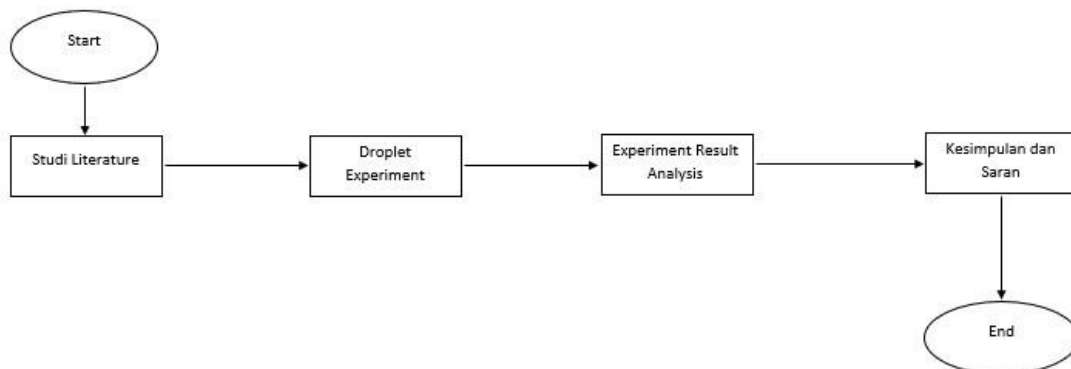 Start
Studi Literature
Droplet
Experiment
Experiment Result
Analysis
Kesimpulan dan
Saran
End